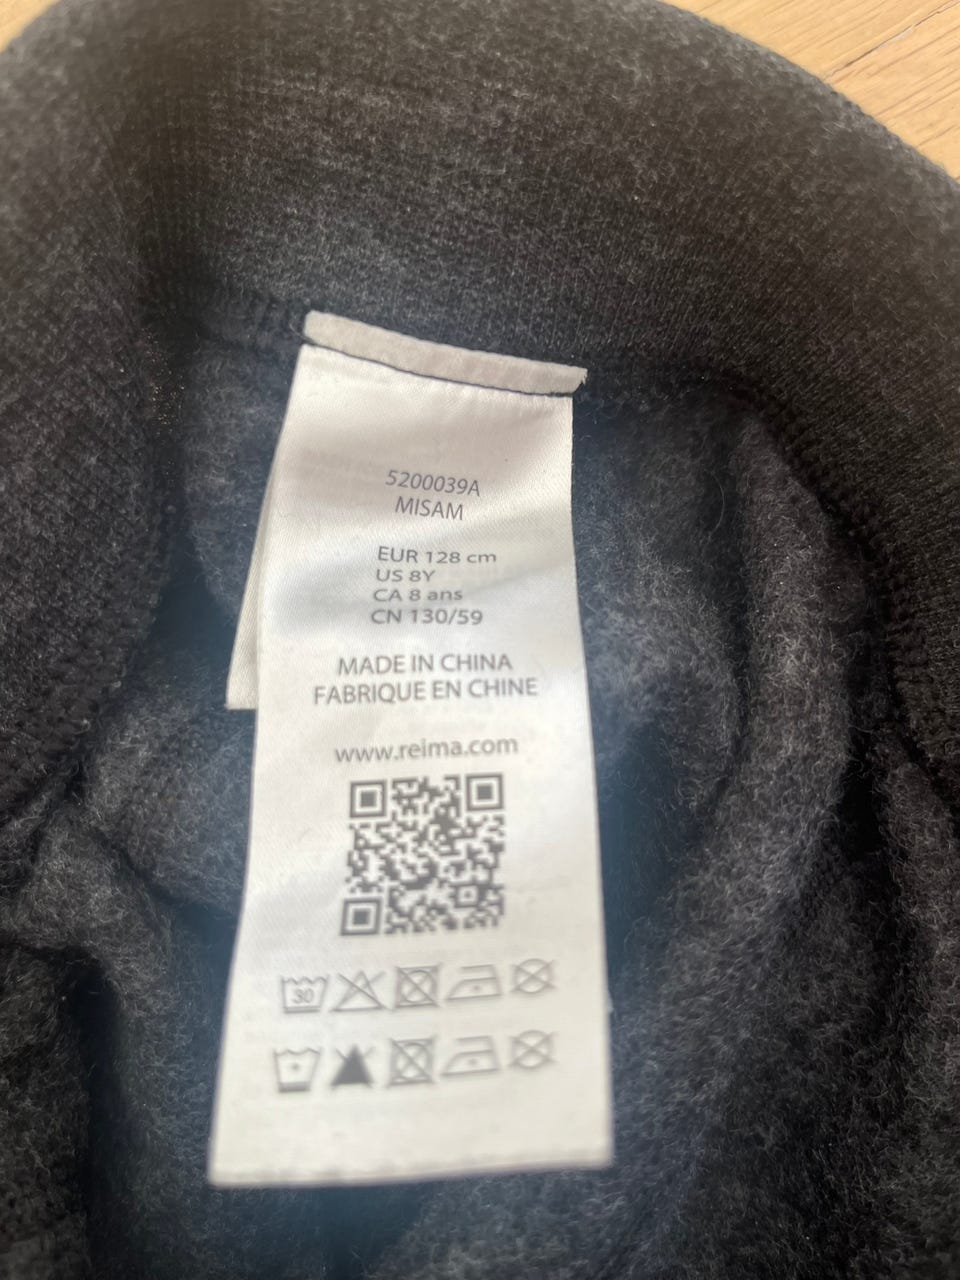 5200039A
MISAM
EUR 128 cm
US 8Y
CA 8 ans
CN 130/59
MADE IN CHINA
FABRIQUE EN CHINE
www.reima.com
30